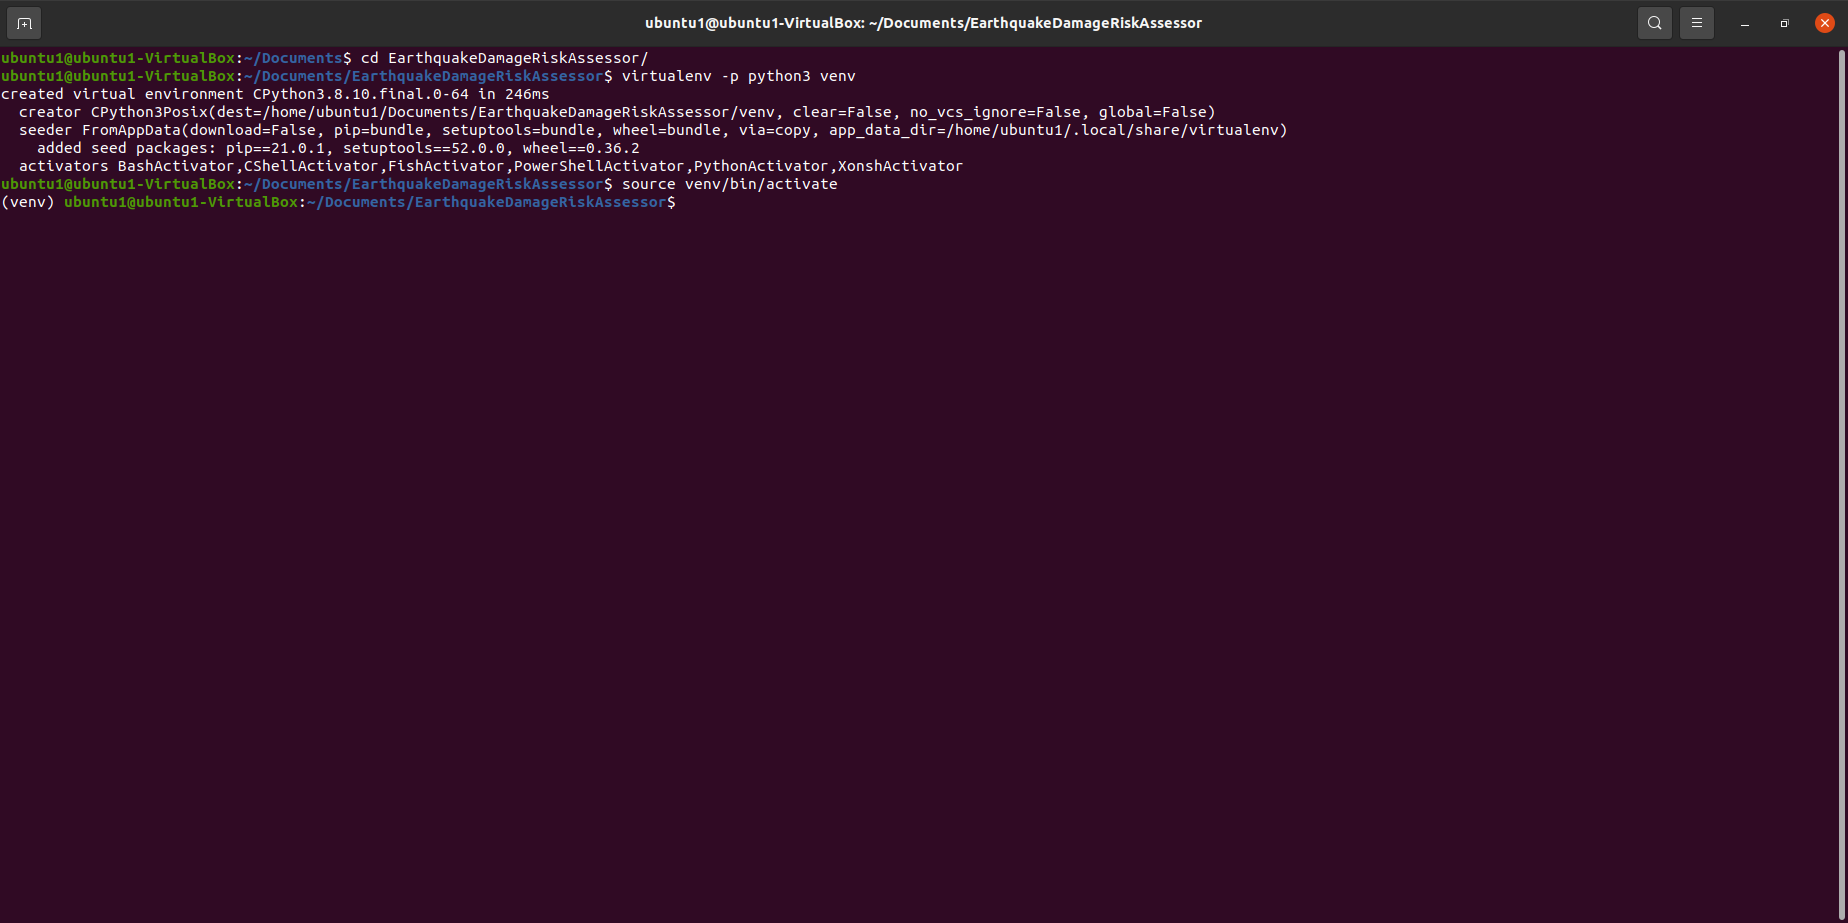 ubuntu1@ubuntu1-VirtualBox: ~/Documents/EarthquakeDamageRiskAssessor
ubuntu1@ubuntu1-VirtualBox:~/Documents$ cd EarthquakeDamageRiskAssessor/
ubuntu1@ubuntu1-VirtualBox:~/Documents/EarthquakeDamageRiskAssessor$ virtualenv -p python3 venv
created virtual environment CPython3.8.10.final.0-64 in 246ms
  creator CPython3Posix(dest=/home/ubuntu1/Documents/EarthquakeDamageRiskAssessor/venv, clear=False, no_vcs_ignore=False, global=False)
  seeder FromAppData(download=False, pip=bundle, setuptools=bundle, wheel=bundle, via=copy, app_data_dir=/home/ubuntu1/.local/share/virtualenv)
    added seed packages: pip==21.0.1, setuptools==52.0.0, wheel==0.36.2
  activators BashActivator,CShellActivator,FishActivator,PowerShellActivator,PythonActivator,XonshActivator
ubuntu1@ubuntu1-VirtualBox:~/Documents/EarthquakeDamageRiskAssessor$ source venv/bin/activate
(venv) ubuntu1@ubuntu1-VirtualBox:~/Documents/EarthquakeDamageRiskAssessor$